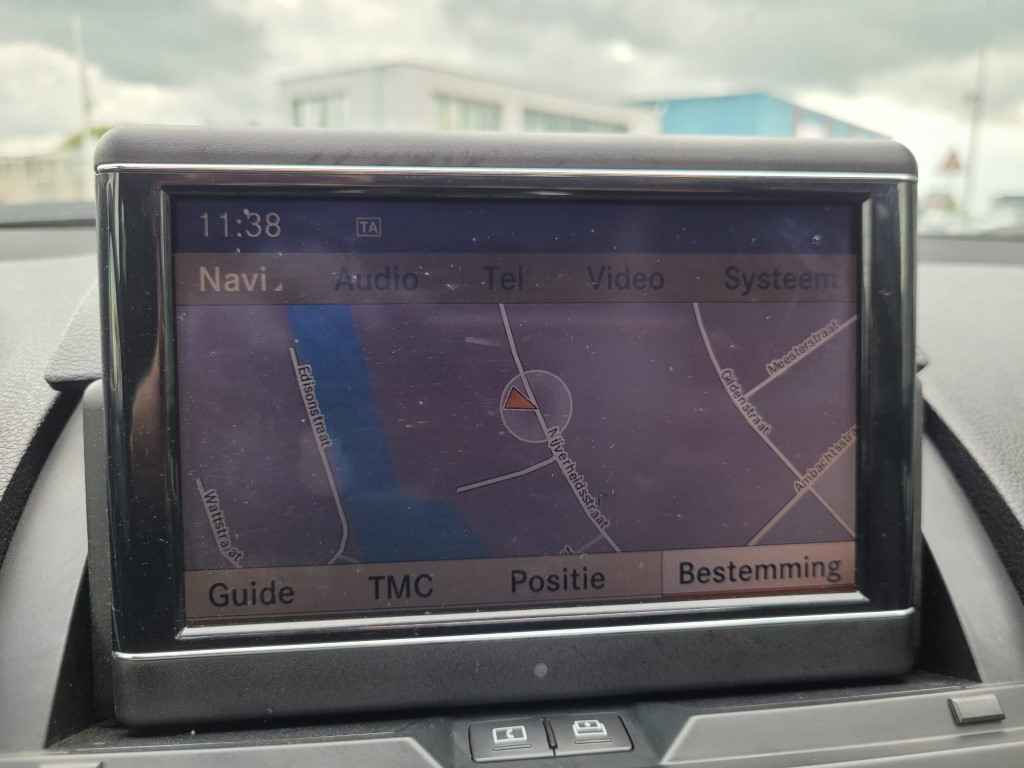 11:38 TA
Navi Audio Tel Video Systeem
Edisonstraat
Wattstraat
Nijverheidsstraat
Gildenstraat
Meesterstraat
Guide TMC Positie Bestemming